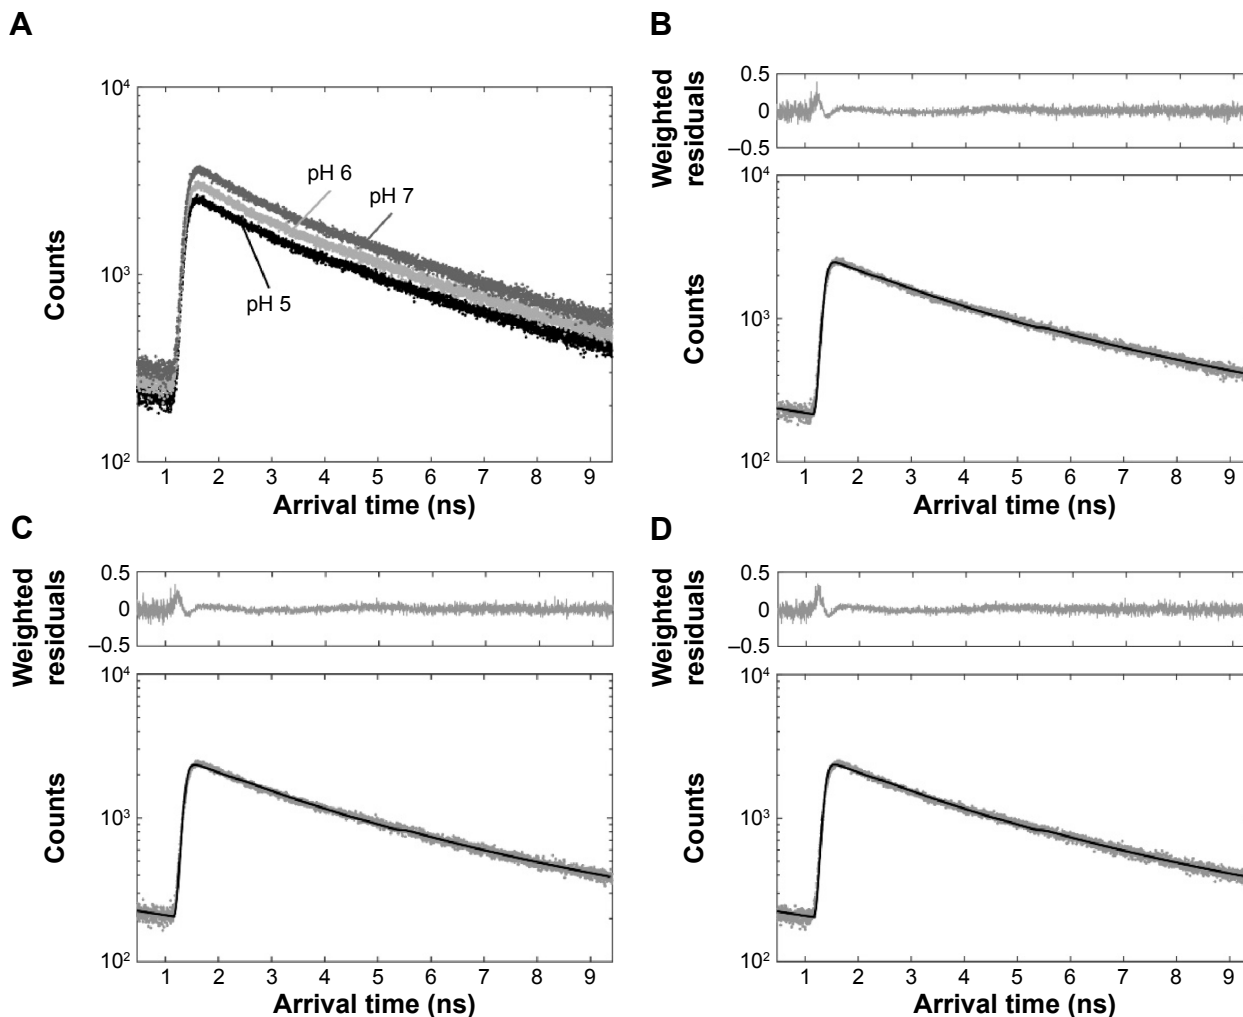 A
10⁴
10³
10²
Counts
pH 6
pH 7
pH 5
1 2 3 4 5 6 7 8 9
Arrival time (ns)
B
Weighted
residuals
0.5
0
–0.5
10⁴
10³
10²
Counts
1 2 3 4 5 6 7 8 9
Arrival time (ns)
C
Weighted
residuals
0.5
0
–0.5
10⁴
10³
10²
Counts
1 2 3 4 5 6 7 8 9
Arrival time (ns)
D
Weighted
residuals
0.5
0
–0.5
10⁴
10³
10²
Counts
1 2 3 4 5 6 7 8 9
Arrival time (ns)